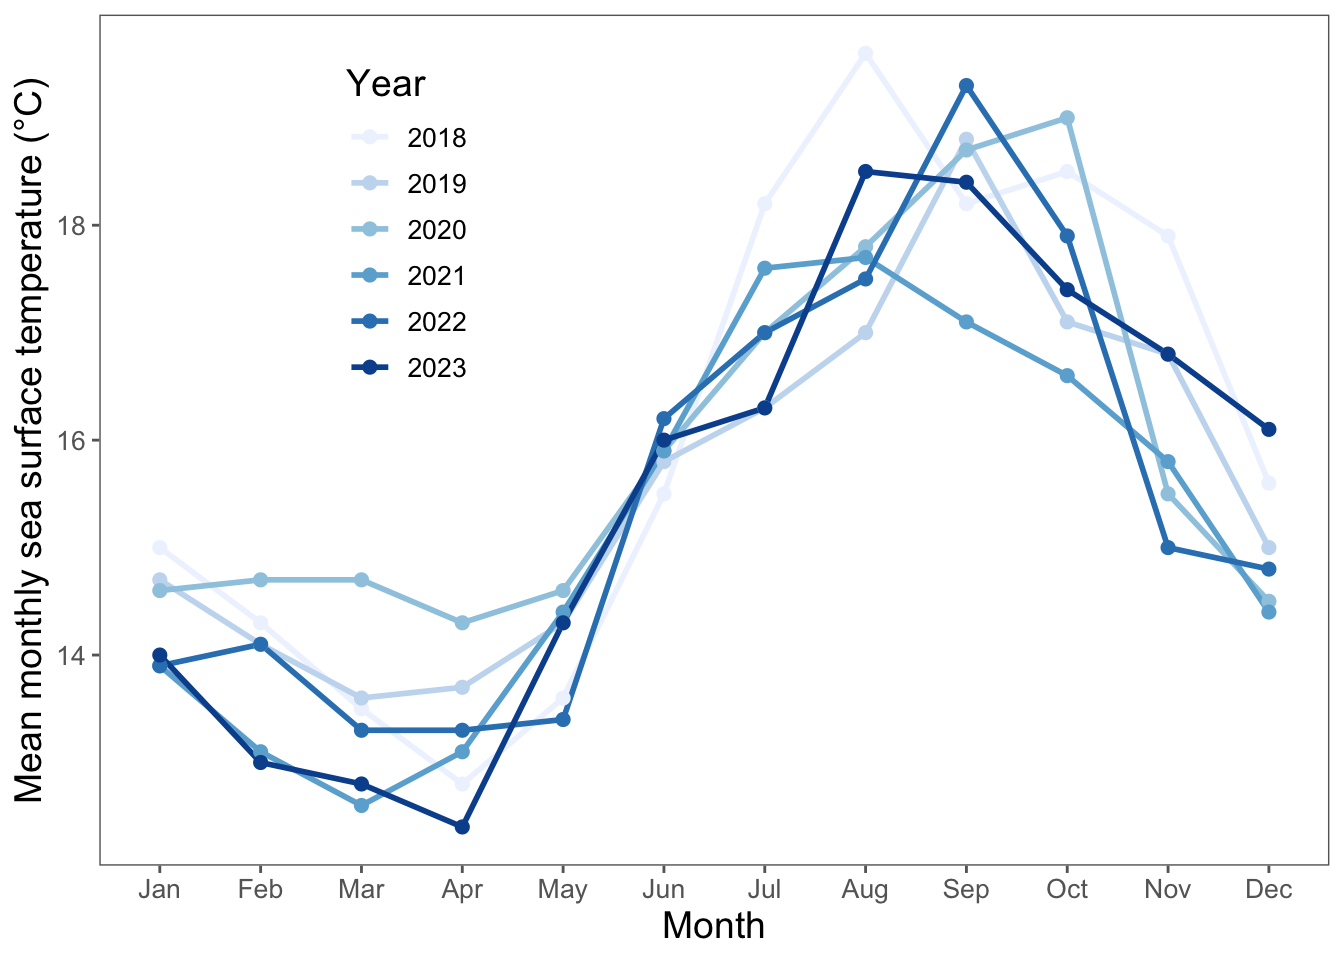 Year
2018
2019
2020
2021
2022
2023
Mean monthly sea surface temperature (°C)
18
16
14
Jan Feb Mar Apr May Jun Jul Aug Sep Oct Nov Dec
Month